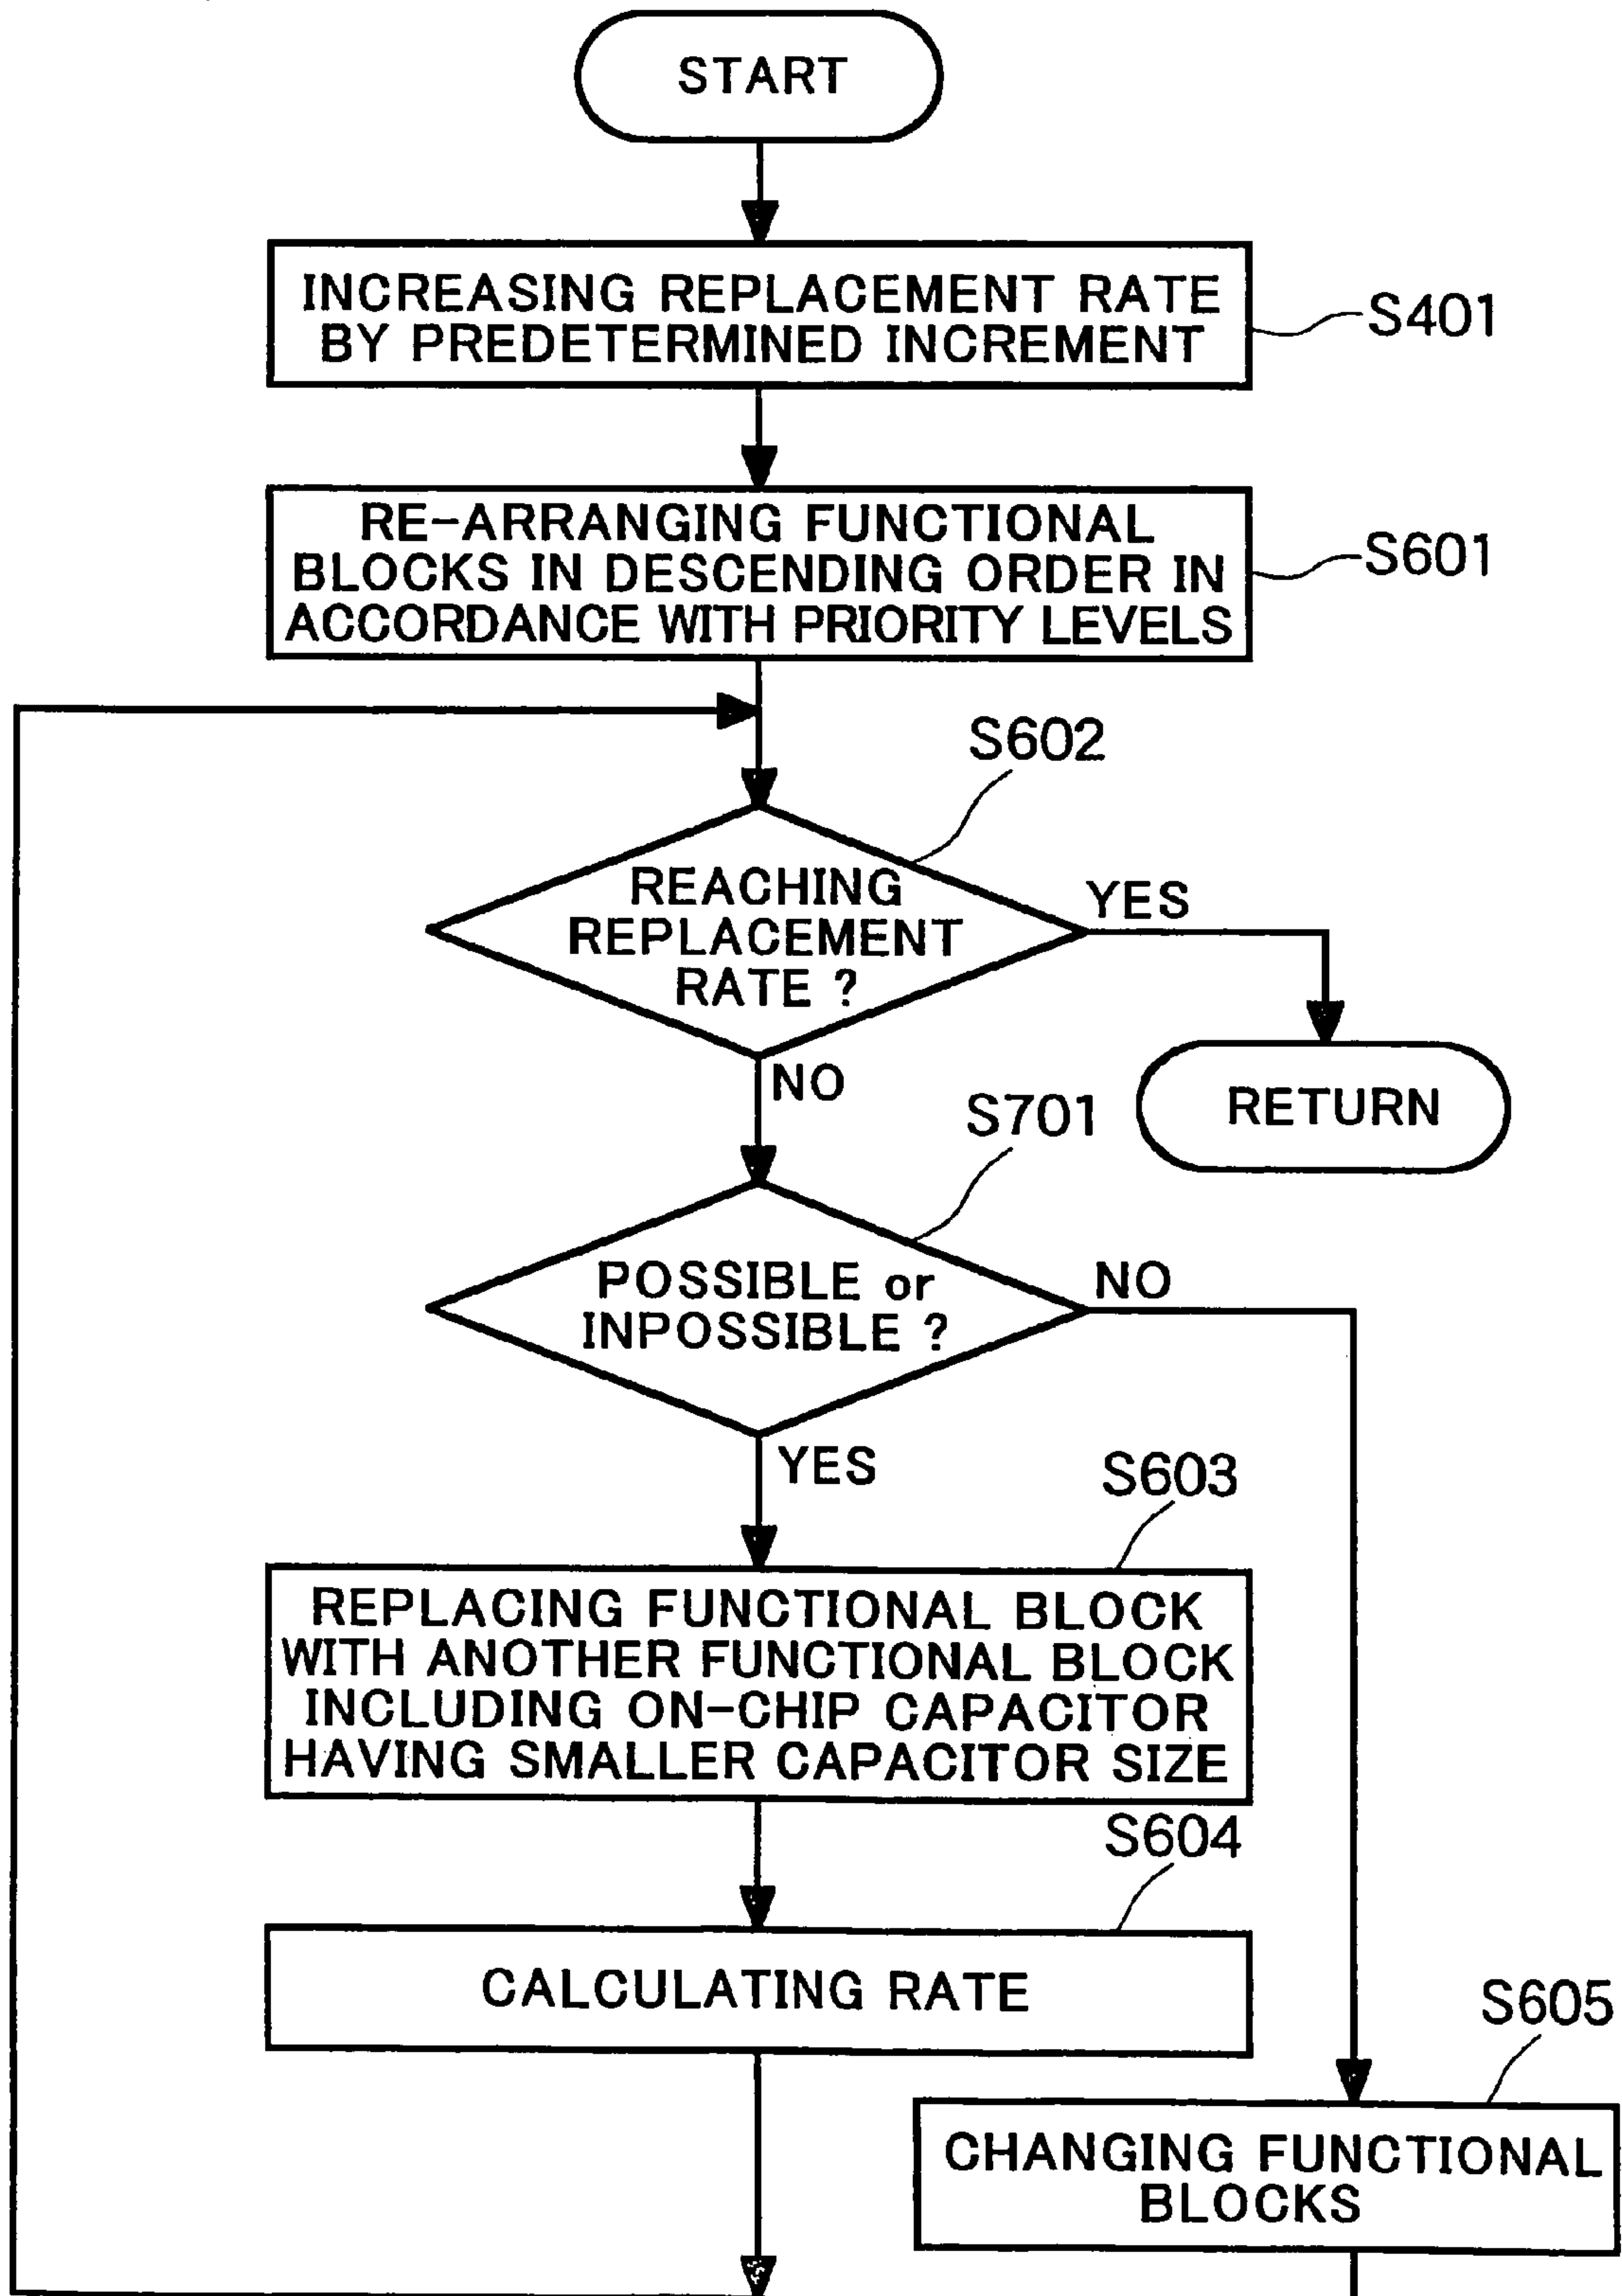 START
INCREASING REPLACEMENT RATE
BY PREDETERMINED INCREMENT
S401
RE-ARRANGING FUNCTIONAL
BLOCKS IN DESCENDING ORDER IN
ACCORDANCE WITH PRIORITY LEVELS
S601
S602
REACHING
REPLACEMENT
RATE ?
YES
NO
RETURN
S701
POSSIBLE or
INPOSSIBLE ?
NO
YES
S603
REPLACING FUNCTIONAL BLOCK
WITH ANOTHER FUNCTIONAL BLOCK
INCLUDING ON-CHIP CAPACITOR
HAVING SMALLER CAPACITOR SIZE
S604
CALCULATING RATE
S605
CHANGING FUNCTIONAL
BLOCKS